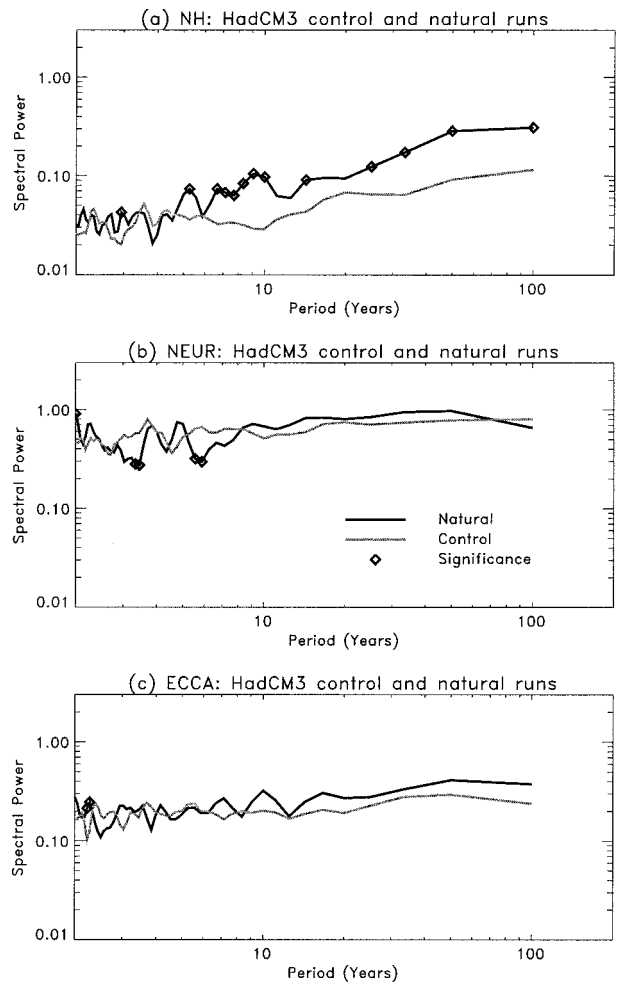 (a) NH: HadCM3 control and natural runs
1.00
0.10
0.01
Spectral Power
10
100
Period (Years)
(b) NEUR: HadCM3 control and natural runs
1.00
0.10
0.01
Spectral Power
Natural
Control
Significance
10
100
Period (Years)
(c) ECCA: HadCM3 control and natural runs
1.00
0.10
0.01
Spectral Power
10
100
Period (Years)